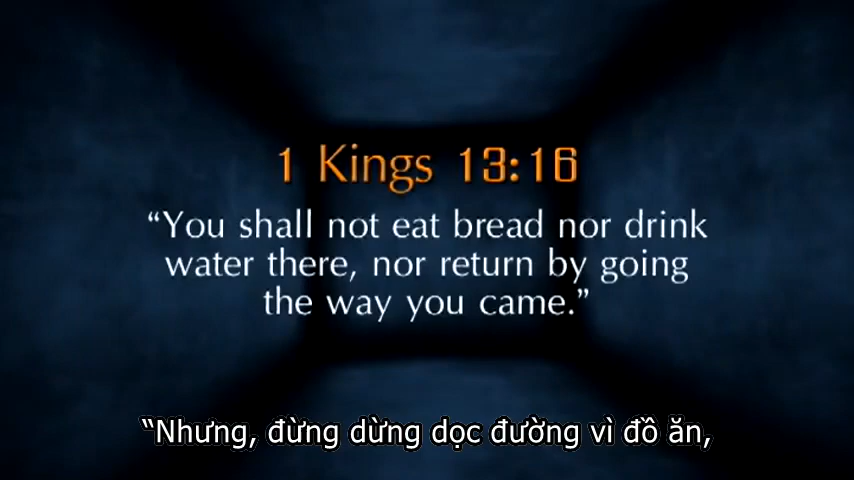 1 Kings 13:16
“You shall not eat bread nor drink
water there, nor return by going
the way you came.”
“Nhưng, đừng dừng dọc đường vì đồ ăn,